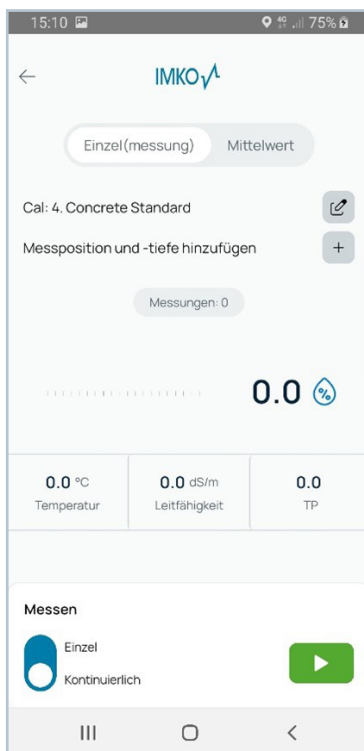 15:10 4G 75%
IMKO
Einzel(messung) Mittelwert
Cal: 4. Concrete Standard
Messposition und -tiefe hinzufügen +
Messungen: 0
0.0 %
0.0 °C 0.0 dS/m 0.0
Temperatur Leitfähigkeit TP
Messen
Einzel
Kontinuierlich